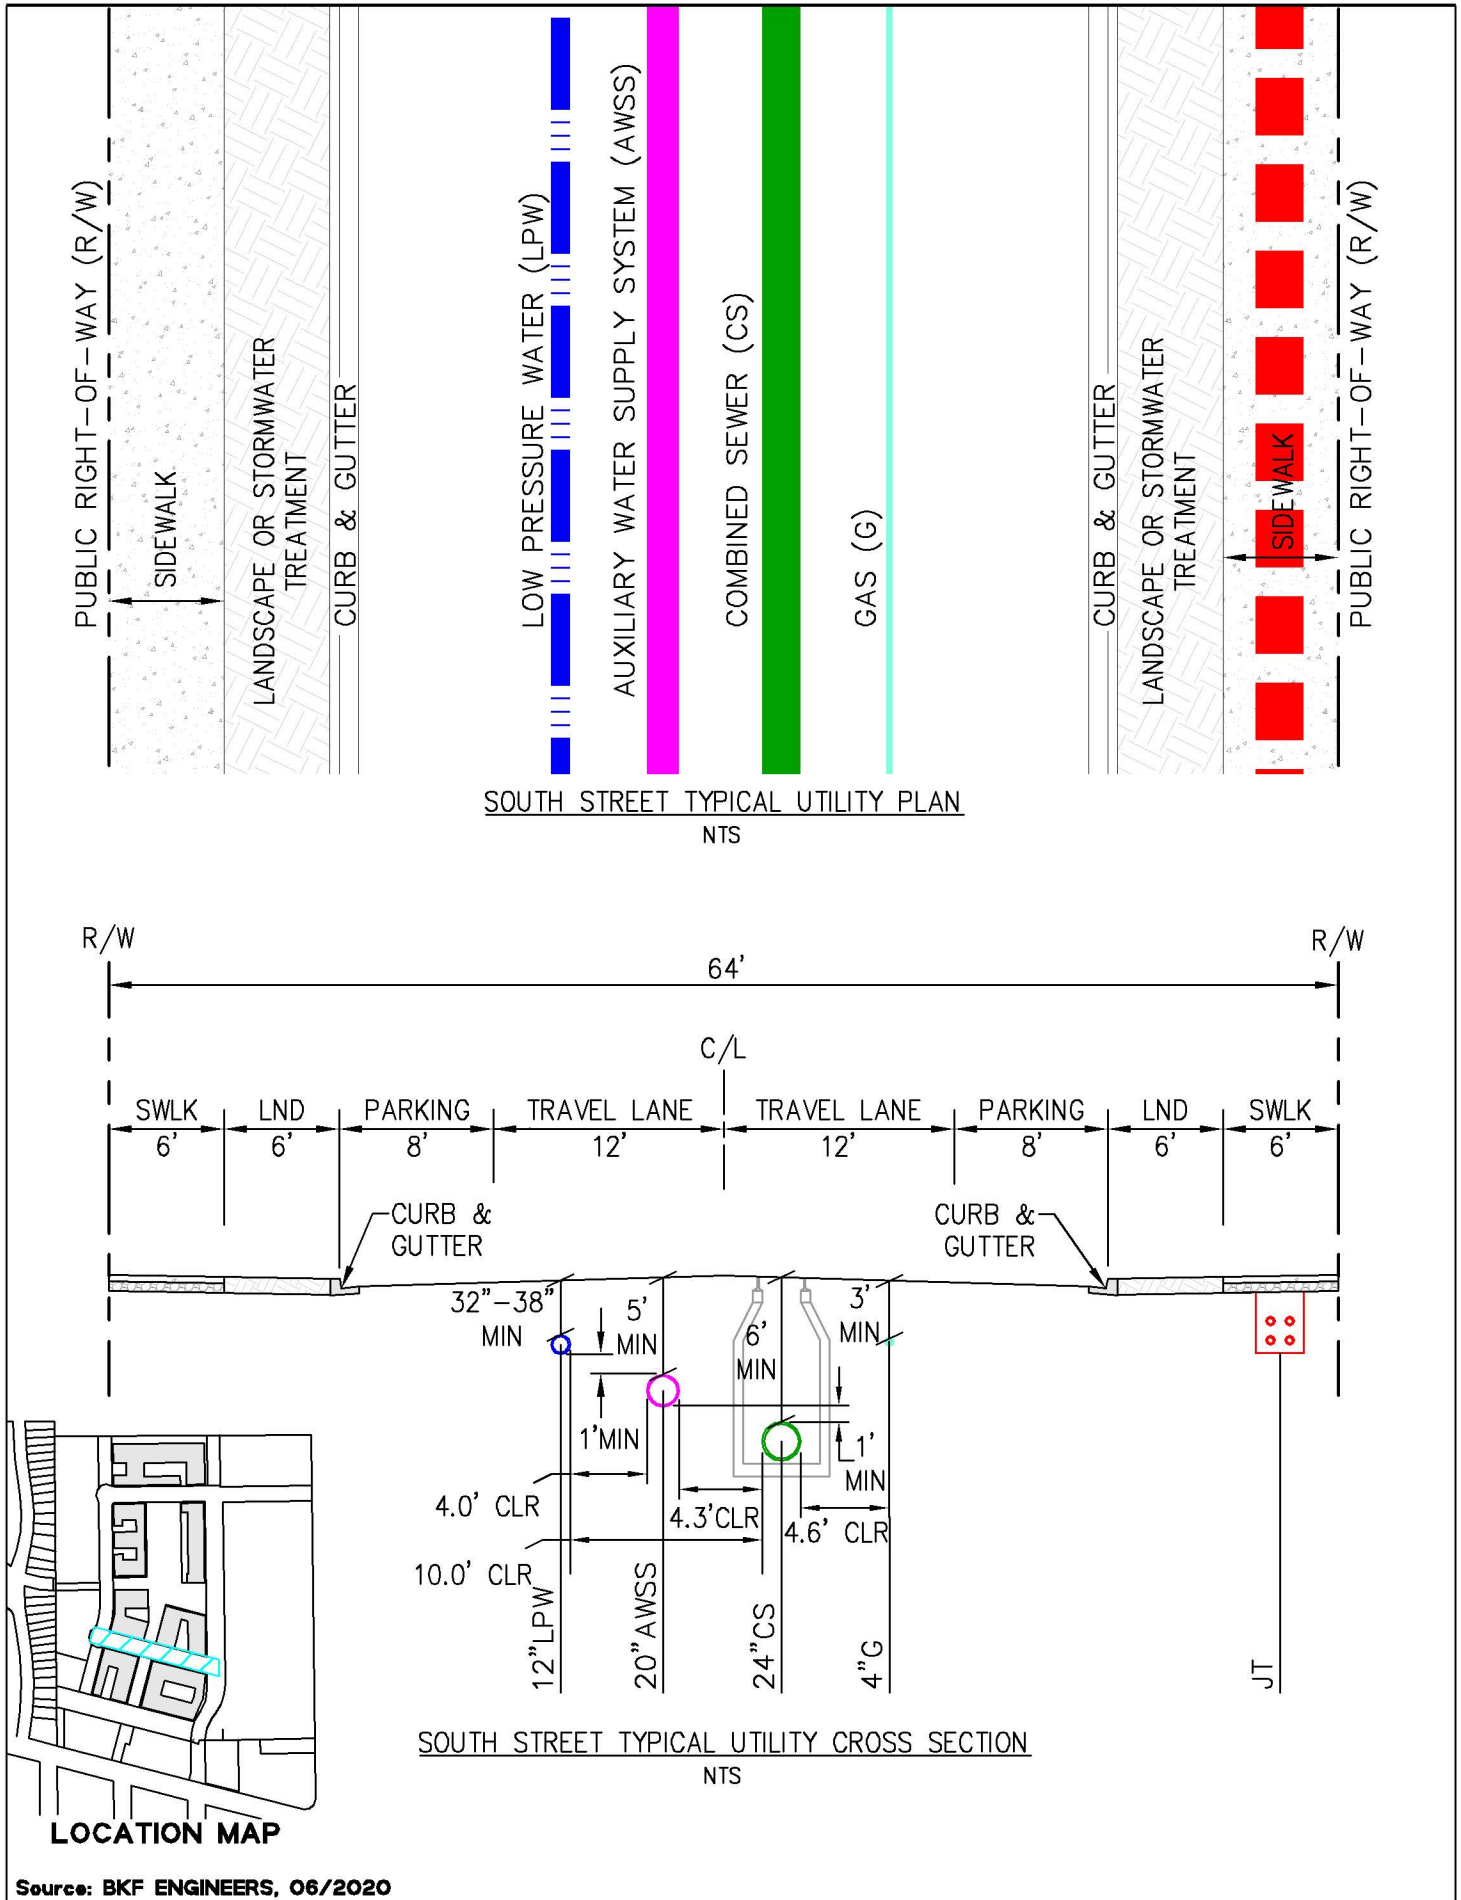 PUBLIC RIGHT-OF-WAY (R/W)
SIDEWALK
LANDSCAPE OR STORMWATER
TREATMENT
CURB & GUTTER
LOW PRESSURE WATER (LPW)
AUXILIARY WATER SUPPLY SYSTEM (AWSS)
COMBINED SEWER (CS)
GAS (G)
CURB & GUTTER
LANDSCAPE OR STORMWATER
TREATMENT
SIDEWALK
PUBLIC RIGHT-OF-WAY (R/W)
SOUTH STREET TYPICAL UTILITY PLAN
NTS
R/W
R/W
64'
C/L
SWLK
LND
PARKING
TRAVEL LANE
TRAVEL LANE
PARKING
LND
SWLK
6'
6'
8'
12'
12'
8'
6'
6'
CURB &
GUTTER
CURB &
GUTTER
32"-38"
MIN
5'
MIN
6'
MIN
3'
MIN
1'MIN
1'
MIN
4.0' CLR
4.3'CLR
4.6' CLR
10.0' CLR
12"LPW
20"AWSS
24"CS
4"G
JT
SOUTH STREET TYPICAL UTILITY CROSS SECTION
NTS
LOCATION MAP
Source: BKF ENGINEERS, 06/2020